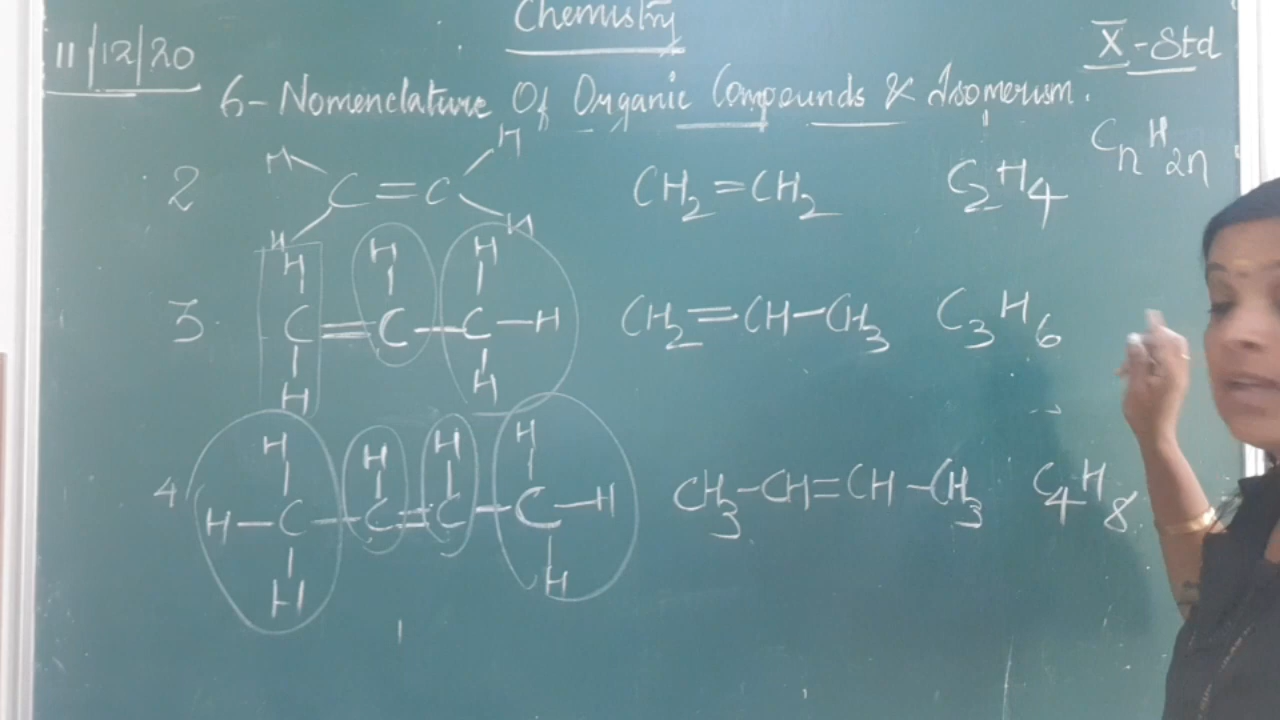 Chemistry
11/12/20
X-Std
6- Nomenclature Of Organic Compounds & Isomerism.
CnH2n
H H
2 C=C CH2=CH2 C2H4
H H
H H H
3. C=C-C-H CH2=CH-CH3 C3H6
H H
H H H H
4 H-C-C=C-C-H CH3-CH=CH-CH3 C4H8
H H